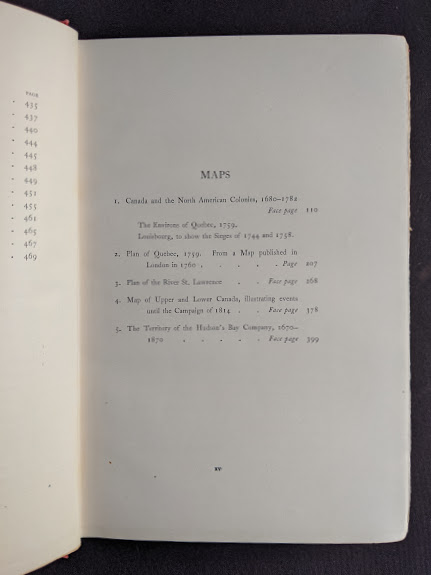 PAGE
435
437
440
444
445
448
449
451
455
461
465
467
469
MAPS
1. Canada and the North American Colonies, 1680–1782
Face page 110
The Environs of Quebec, 1759.
Louisbourg, to show the Sieges of 1744 and 1758.
2. Plan of Quebec, 1759. From a Map published in
London in 1760 . . . . . Page 207
3. Plan of the River St. Lawrence . . Face page 268
4. Map of Upper and Lower Canada, illustrating events
until the Campaign of 1814 . . Face page 378
5. The Territory of the Hudson's Bay Company, 1670–
1870 . . . . . Face page 399
xv